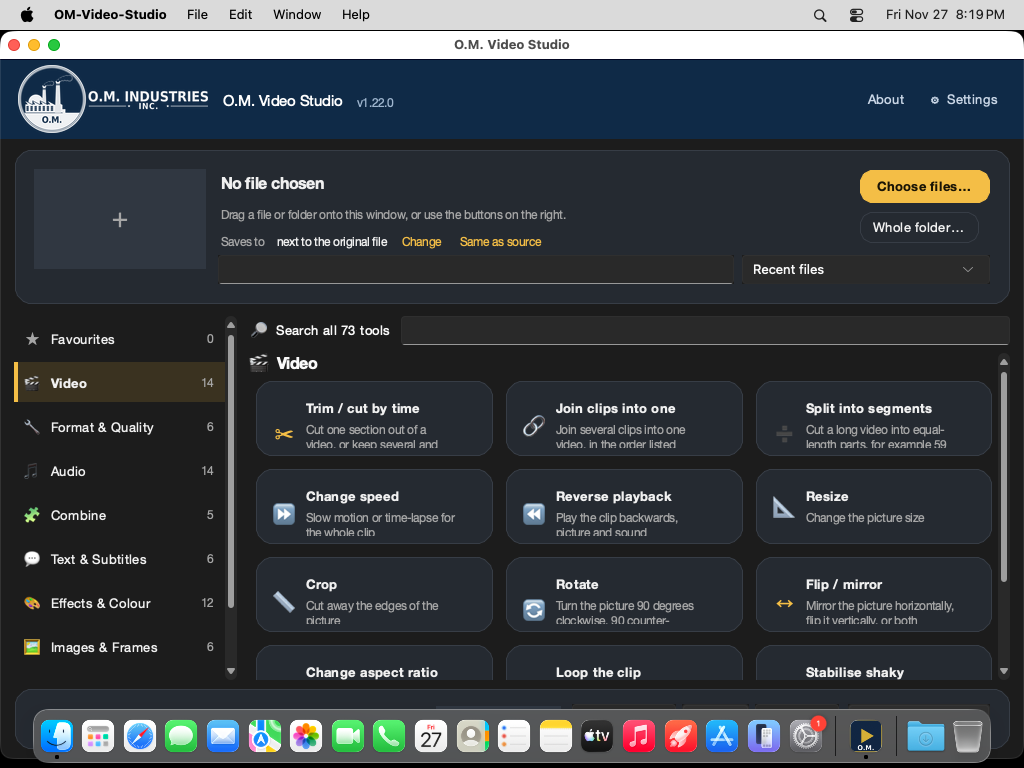 OM-Video-Studio File Edit Window Help Fri Nov 27 8:19 PM
O.M. Video Studio
O.M. INDUSTRIES
INC.
O.M.
O.M. Video Studio v1.22.0
About Settings
No file chosen
Choose files...
Drag a file or folder onto this window, or use the buttons on the right.
Whole folder...
Saves to next to the original file Change Same as source
Recent files
Favourites 0
Video 14
Format & Quality 6
Audio 14
Combine 5
Text & Subtitles 6
Effects & Colour 12
Images & Frames 6
Search all 73 tools
Video
Trim / cut by time
Cut one section out of a
video, or keep several and
Join clips into one
Join several clips into one
video, in the order listed
Split into segments
Cut a long video into equal-
length parts, for example 59
Change speed
Slow motion or time-lapse for
the whole clip
Reverse playback
Play the clip backwards,
picture and sound
Resize
Change the picture size
Crop
Cut away the edges of the
picture
Rotate
Turn the picture 90 degrees
clockwise, 90 counter-
Flip / mirror
Mirror the picture horizontally,
flip it vertically, or both
Change aspect ratio
Loop the clip
Stabilise shaky
Fri
27
tv
1
O.M.